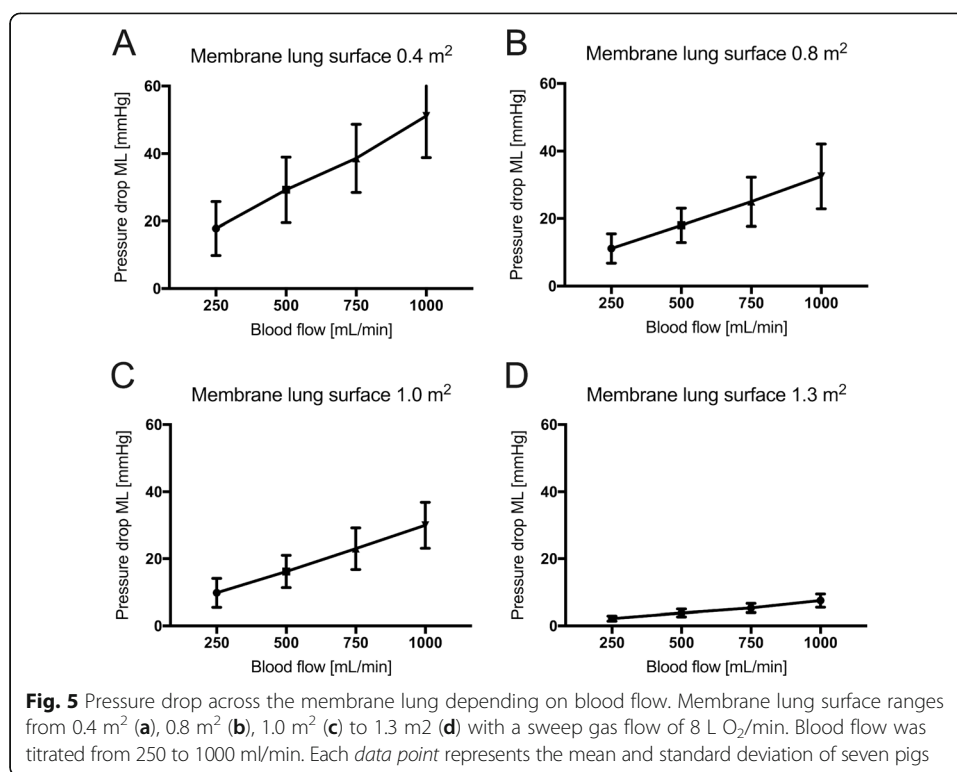 A
Membrane lung surface 0.4 m²
Pressure drop ML [mmHg]
60
40
20
0
250 500 750 1000
Blood flow [mL/min]
B
Membrane lung surface 0.8 m²
Pressure drop ML [mmHg]
60
40
20
0
250 500 750 1000
Blood flow [mL/min]
C
Membrane lung surface 1.0 m²
Pressure drop ML [mmHg]
60
40
20
0
250 500 750 1000
Blood flow [mL/min]
D
Membrane lung surface 1.3 m²
Pressure drop ML [mmHg]
60
40
20
0
250 500 750 1000
Blood flow [mL/min]
Fig. 5 Pressure drop across the membrane lung depending on blood flow. Membrane lung surface ranges
from 0.4 m² (a), 0.8 m² (b), 1.0 m² (c) to 1.3 m2 (d) with a sweep gas flow of 8 L O₂/min. Blood flow was
titrated from 250 to 1000 ml/min. Each data point represents the mean and standard deviation of seven pigs